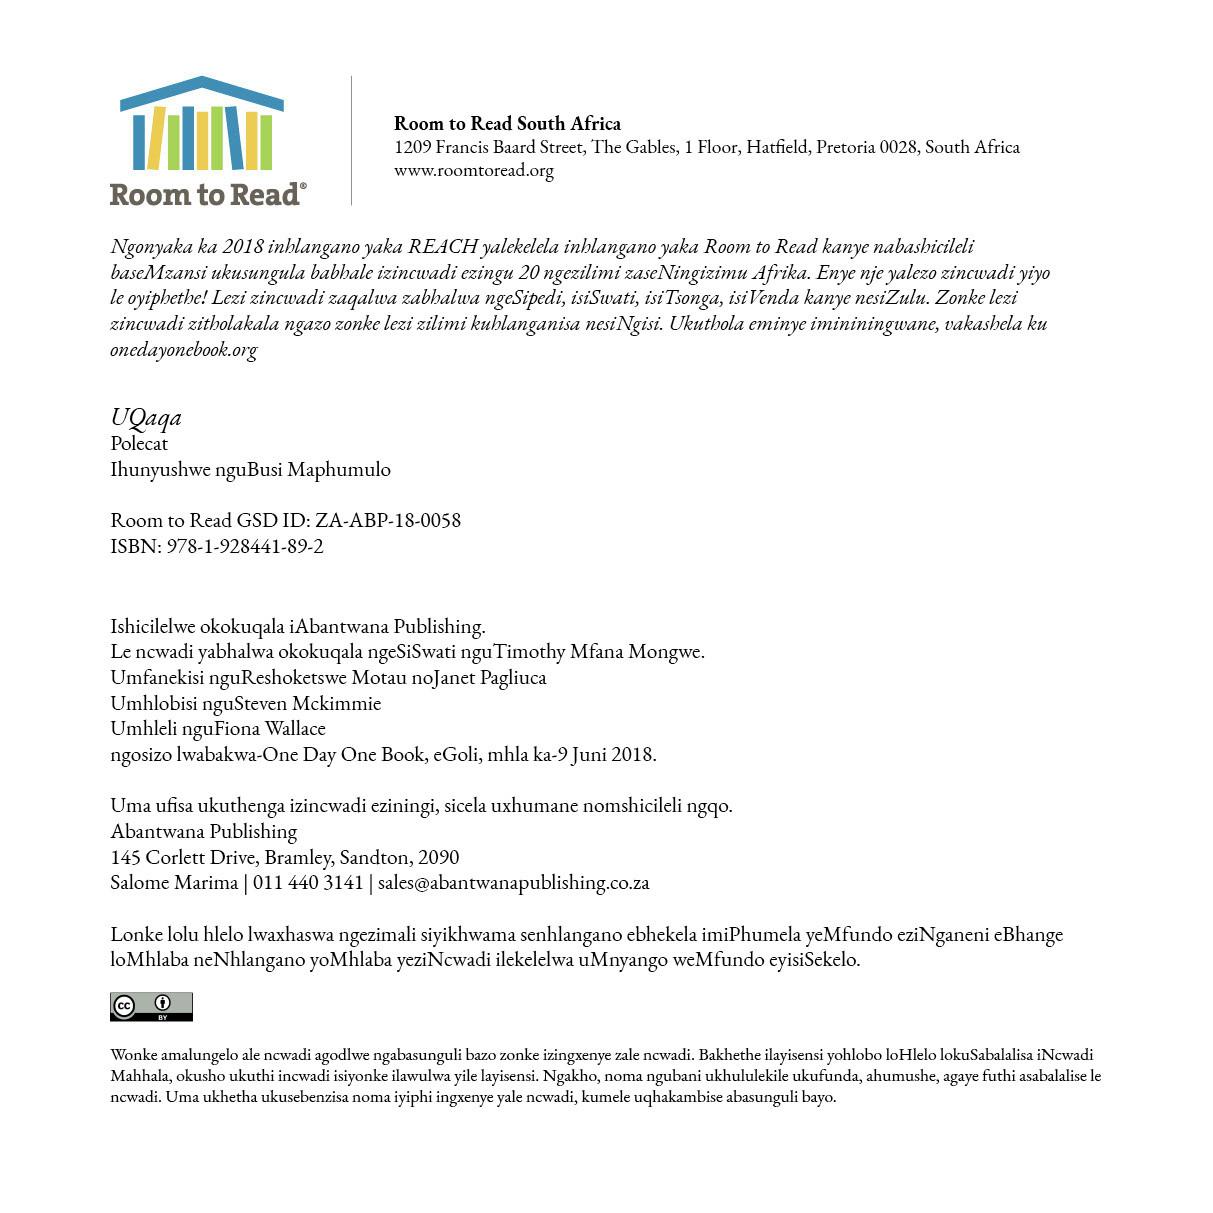 Room to Read®
Room to Read South Africa
1209 Francis Baard Street, The Gables, 1 Floor, Hatfield, Pretoria 0028, South Africa
www.roomtoread.org
Ngonyaka ka 2018 inhlangano yaka REACH yalekelela inhlangano yaka Room to Read kanye nabashicileli
baseMzansi ukusungula babhale izincwadi ezingu 20 ngezilimi zaseNingizimu Afrika. Enye nje yalezo zincwadi yiyo
le oyiphethe! Lezi zincwadi zaqalwa zabhalwa ngeSipedi, isiSwati, isiTsonga, isiVenda kanye nesiZulu. Zonke lezi
zincwadi zitholakala ngazo zonke lezi zilimi kuhlanganisa nesiNgisi. Ukuthola eminye imininingwane, vakashela ku
onedayonebook.org
UQaqa
Polecat
Ihunyushwe nguBusi Maphumulo
Room to Read GSD ID: ZA-ABP-18-0058
ISBN: 978-1-928441-89-2
Ishicilelwe okokuqala iAbantwana Publishing.
Le ncwadi yabhalwa okokuqala ngeSiSwati nguTimothy Mfana Mongwe.
Umfanekisi nguReshoketswe Motau noJanet Pagliuca
Umhlobisi nguSteven Mckimmie
Umhleli nguFiona Wallace
ngosizo lwabakwa-One Day One Book, eGoli, mhla ka-9 Juni 2018.
Uma ufisa ukuthenga izincwadi eziningi, sicela uxhumane nomshicileli ngqo.
Abantwana Publishing
145 Corlett Drive, Bramley, Sandton, 2090
Salome Marima | 011 440 3141 | sales@abantwanapublishing.co.za
Lonke lolu hlelo lwaxhaswa ngezimali siyikhwama senhlangano ebhekela imiPhumela yeMfundo eziNganeni eBhange
loMhlaba neNhlangano yoMhlaba yeziNcwadi ilekelelwa uMnyango weMfundo eyisiSekelo.
cc BY
Wonke amalungelo ale ncwadi agodlwe ngabasunguli bazo zonke izingxenye zale ncwadi. Bakhethe ilayisensi yohlobo loHlelo lokuSabalalisa iNcwadi
Mahhala, okusho ukuthi incwadi isiyonke ilawulwa yile layisensi. Ngakho, noma ngubani ukhululekile ukufunda, ahumushe, agaye futhi asabalalise le
ncwadi. Uma ukhetha ukusebenzisa noma iyiphi ingxenye yale ncwadi, kumele uqhakambise abasunguli bayo.